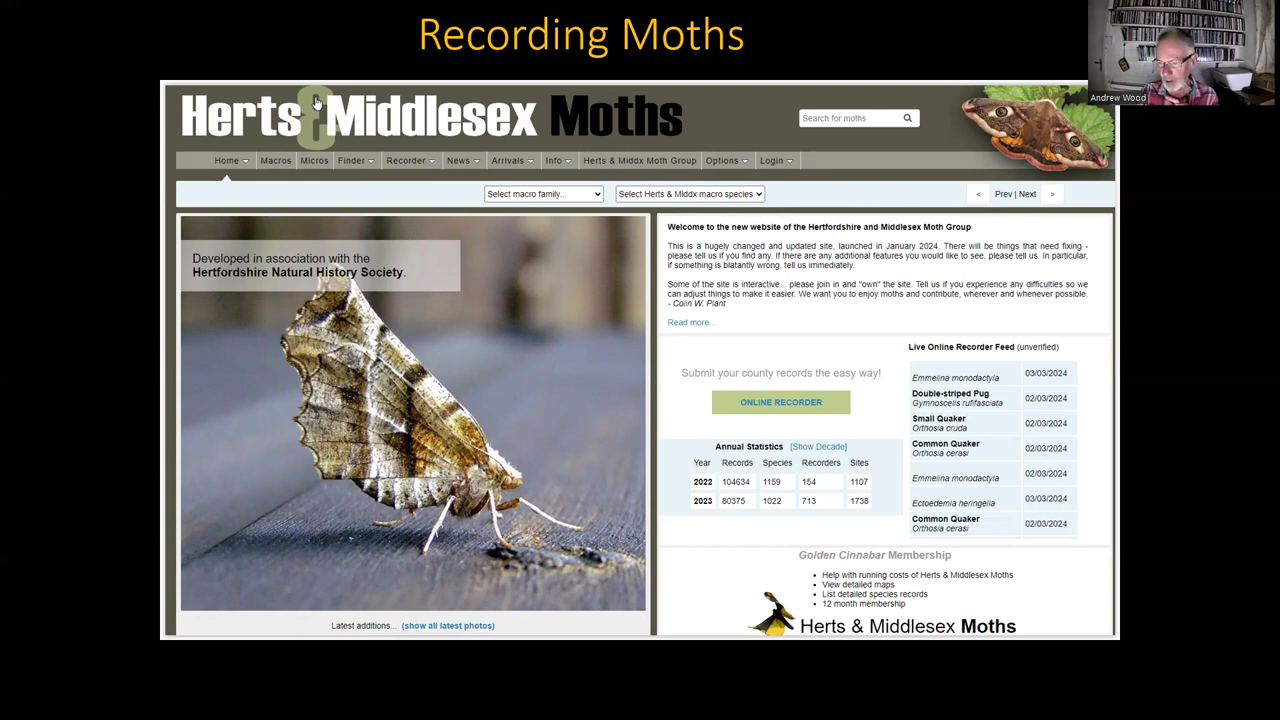 Recording Moths
Andrew Wood
Herts & Middlesex Moths
Search for moths
Home Macros Micros Finder Recorder News Arrivals Info Herts & Middx Moth Group Options Login
Select macro family... Select Herts & Middx macro species < Prev | Next >
Developed in association with the
Hertfordshire Natural History Society.
Latest additions... (show all latest photos)
Welcome to the new website of the Hertfordshire and Middlesex Moth Group
This is a hugely changed and updated site, launched in January 2024. There will be things that need fixing -
please tell us if you find any. If there are any additional features you would like to see, please tell us. In particular,
if something is blatantly wrong, tell us immediately.
Some of the site is interactive... please join in and "own" the site. Tell us if you experience any difficulties so we
can adjust things to make it easier. We want you to enjoy moths and contribute, wherever and whenever possible.
- Colin W. Plant
Read more...
Submit your county records the easy way!
ONLINE RECORDER
Annual Statistics [Show Decade]
Year Records Species Recorders Sites
2022 104634 1159 154 1107
2023 80375 1022 713 1738
Live Online Recorder Feed (unverified)
Emmelina monodactyla 03/03/2024
Double-striped Pug
Gymnoscelis rufifasciata 02/03/2024
Small Quaker
Orthosia cruda 02/03/2024
Common Quaker
Orthosia cerasi 02/03/2024
Emmelina monodactyla 02/03/2024
Ectoedemia heringella 03/03/2024
Common Quaker
Orthosia cerasi 02/03/2024
Golden Cinnabar Membership
Help with running costs of Herts & Middlesex Moths
View detailed maps
List detailed species records
12 month membership
Herts & Middlesex Moths